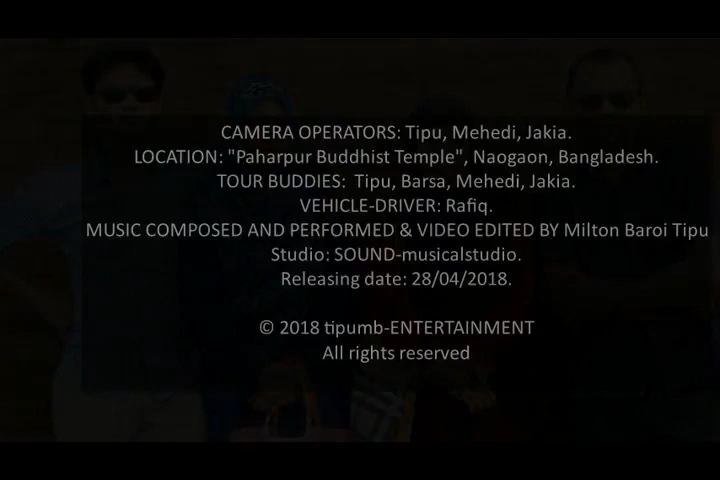 CAMERA OPERATORS: Tipu, Mehedi, Jakia.
LOCATION: "Paharpur Buddhist Temple", Naogaon, Bangladesh.
TOUR BUDDIES:  Tipu, Barsa, Mehedi, Jakia.
VEHICLE-DRIVER: Rafiq.
MUSIC COMPOSED AND PERFORMED & VIDEO EDITED BY Milton Baroi Tipu
Studio: SOUND-musicalstudio.
Releasing date: 28/04/2018.
© 2018 tipumb-ENTERTAINMENT
All rights reserved